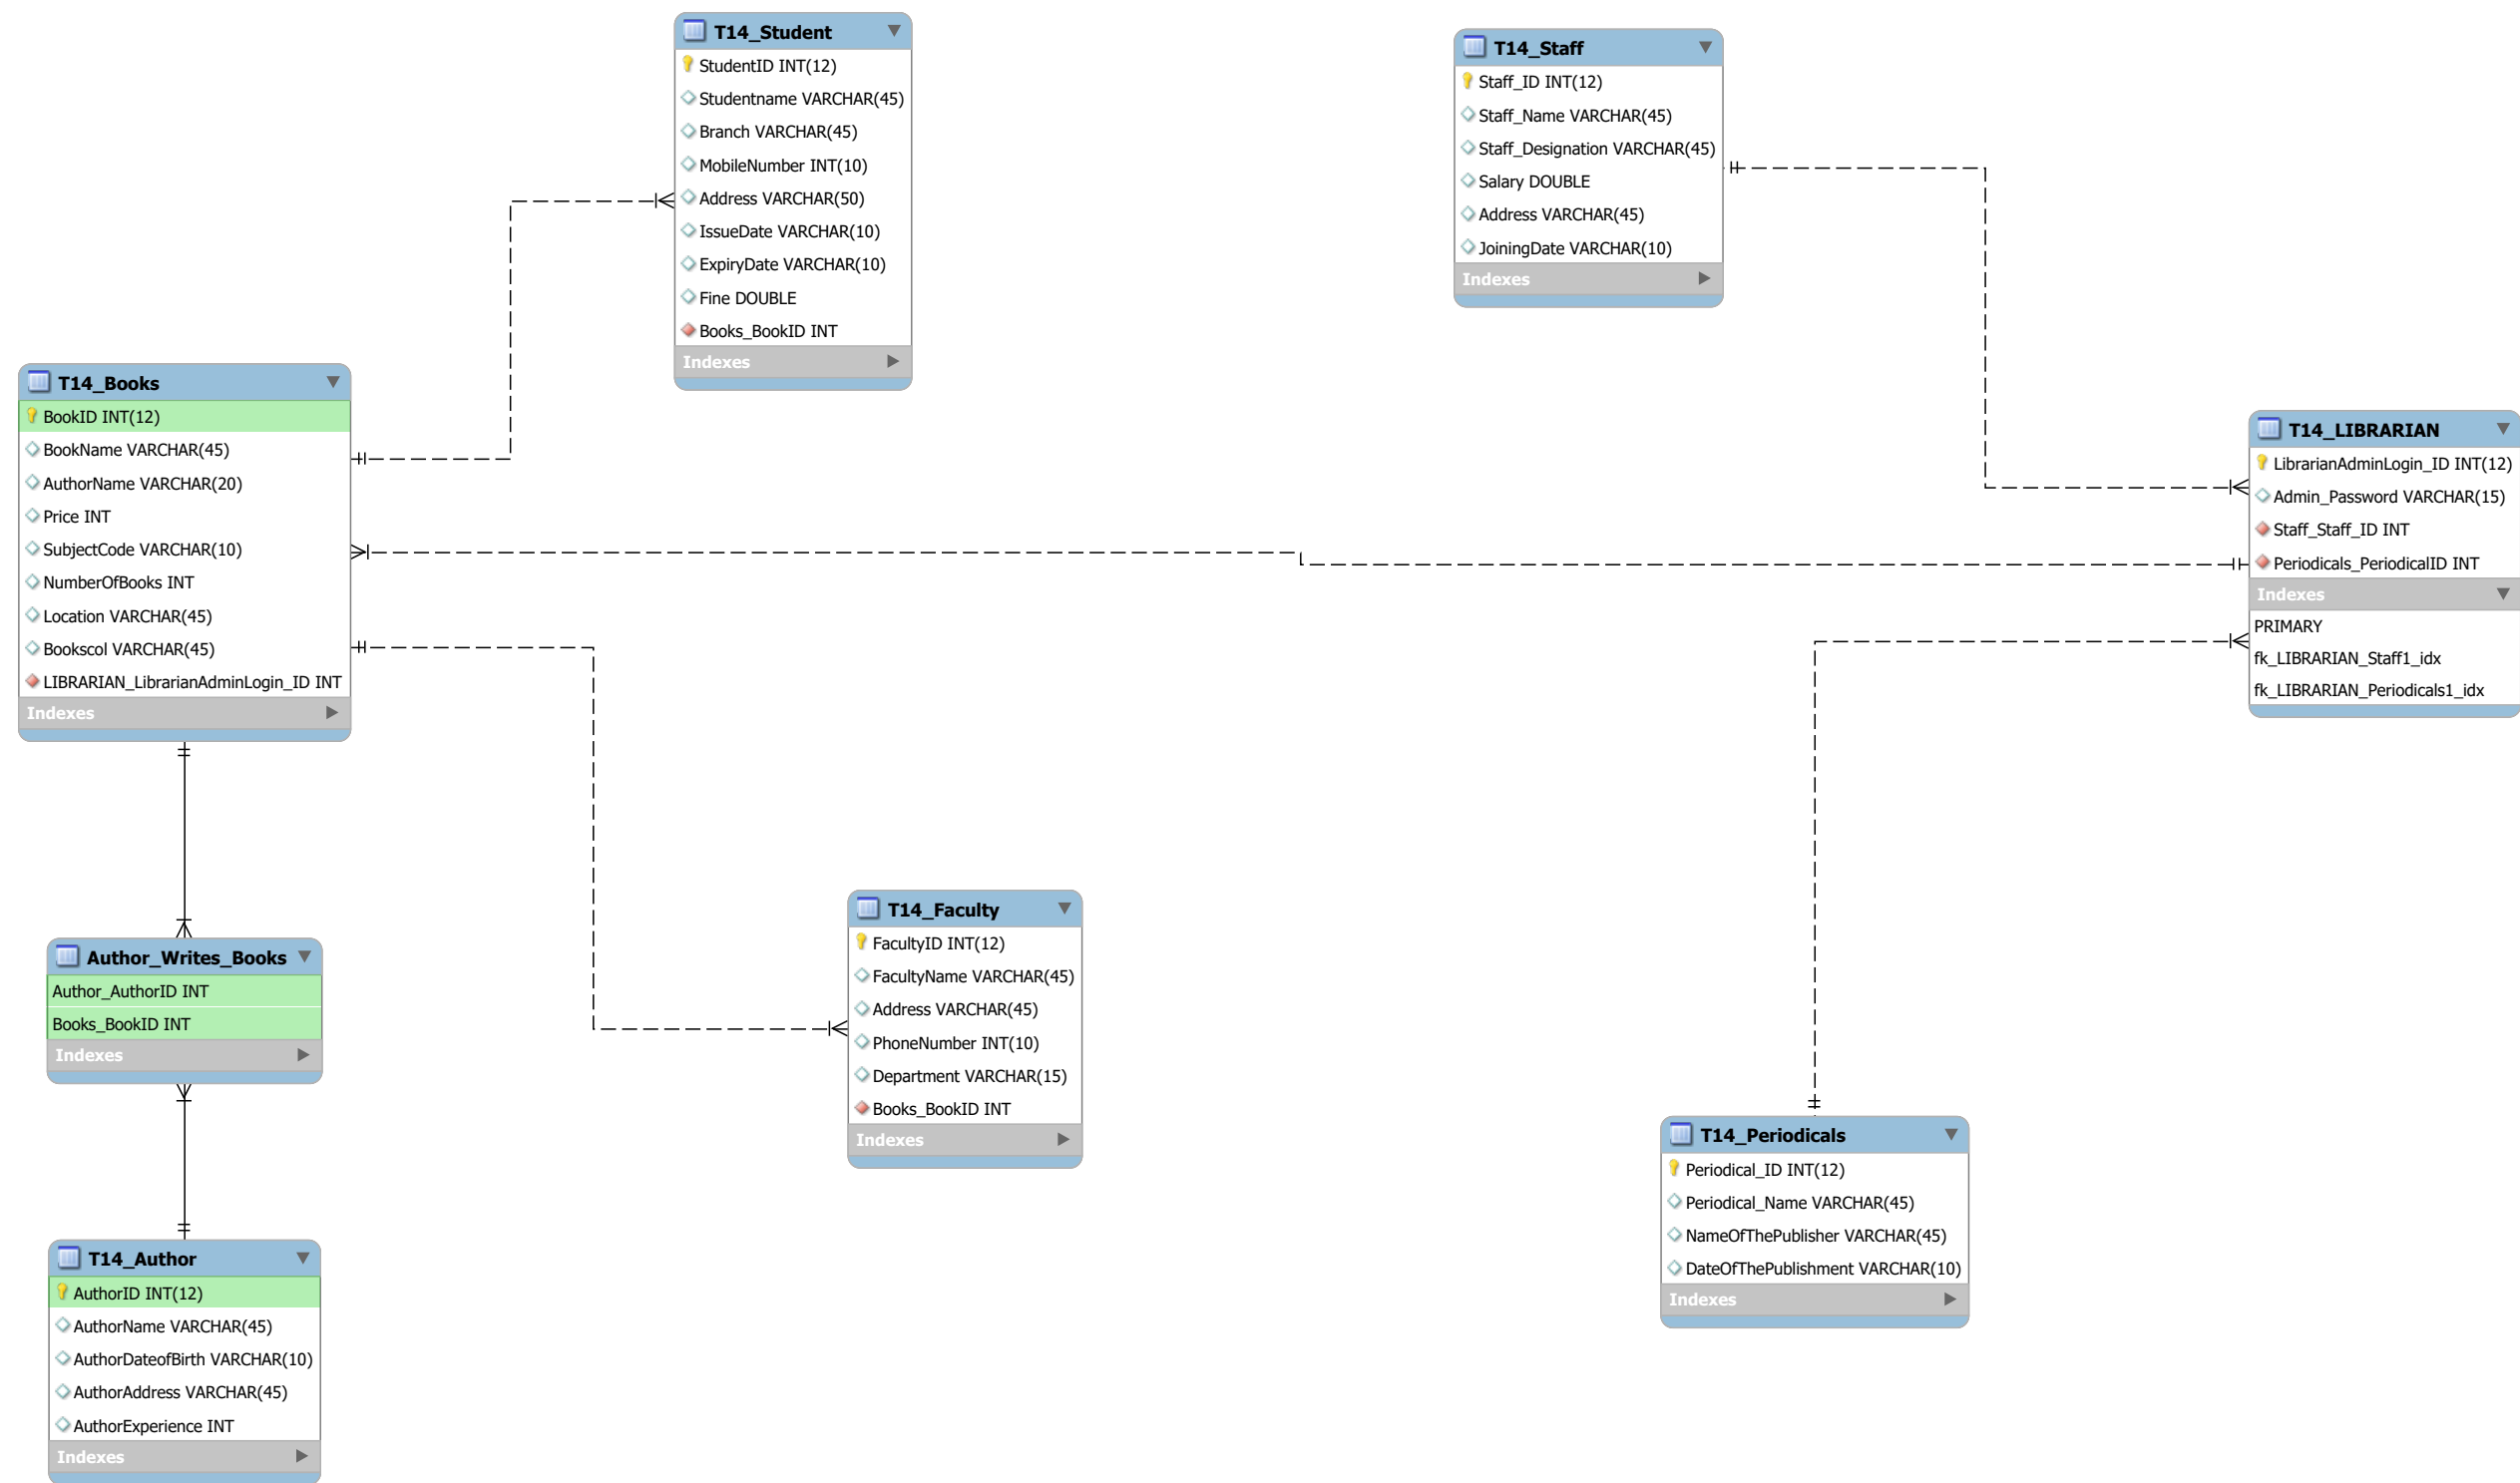 T14_Student
StudentID INT(12)
Studentname VARCHAR(45)
Branch VARCHAR(45)
MobileNumber INT(10)
Address VARCHAR(50)
IssueDate VARCHAR(10)
ExpiryDate VARCHAR(10)
Fine DOUBLE
Books_BookID INT
Indexes
T14_Staff
Staff_ID INT(12)
Staff_Name VARCHAR(45)
Staff_Designation VARCHAR(45)
Salary DOUBLE
Address VARCHAR(45)
JoiningDate VARCHAR(10)
Indexes
T14_Books
BookID INT(12)
BookName VARCHAR(45)
AuthorName VARCHAR(20)
Price INT
SubjectCode VARCHAR(10)
NumberOfBooks INT
Location VARCHAR(45)
Bookscol VARCHAR(45)
LIBRARIAN_LibrarianAdminLogin_ID INT
Indexes
T14_LIBRARIAN
LibrarianAdminLogin_ID INT(12)
Admin_Password VARCHAR(15)
Staff_Staff_ID INT
Periodicals_PeriodicalID INT
Indexes
PRIMARY
fk_LIBRARIAN_Staff1_idx
fk_LIBRARIAN_Periodicals1_idx
T14_Faculty
FacultyID INT(12)
FacultyName VARCHAR(45)
Address VARCHAR(45)
PhoneNumber INT(10)
Department VARCHAR(15)
Books_BookID INT
Indexes
Author_Writes_Books
Author_AuthorID INT
Books_BookID INT
Indexes
T14_Periodicals
Periodical_ID INT(12)
Periodical_Name VARCHAR(45)
NameOfThePublisher VARCHAR(45)
DateOfThePublishment VARCHAR(10)
Indexes
T14_Author
AuthorID INT(12)
AuthorName VARCHAR(45)
AuthorDateofBirth VARCHAR(10)
AuthorAddress VARCHAR(45)
AuthorExperience INT
Indexes